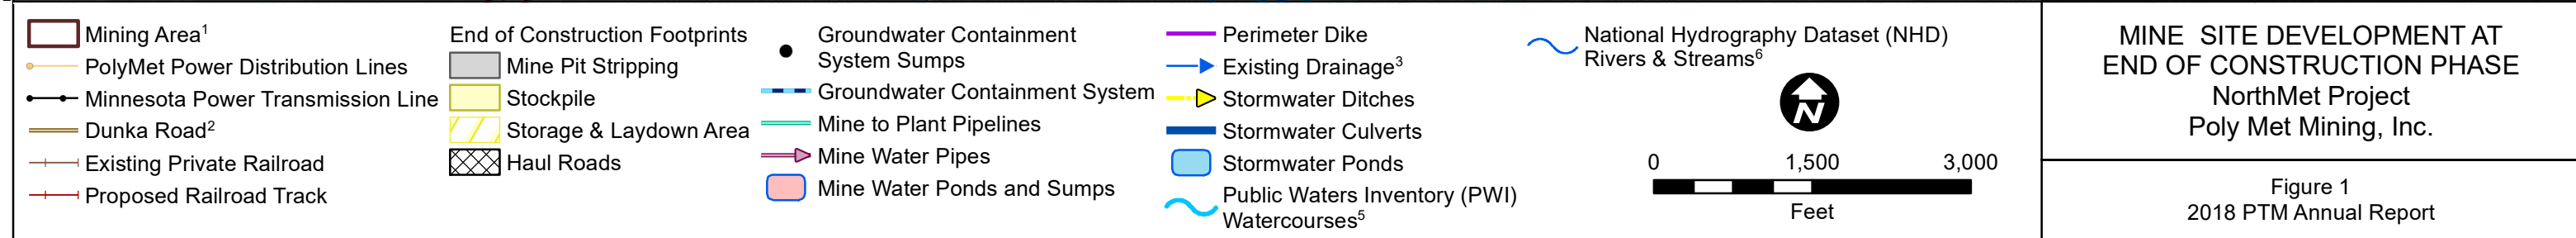 Mining Area1
PolyMet Power Distribution Lines
Minnesota Power Transmission Line
Dunka Road2
Existing Private Railroad
Proposed Railroad Track
End of Construction Footprints
Mine Pit Stripping
Stockpile
Storage & Laydown Area
Haul Roads
Groundwater Containment
System Sumps
Groundwater Containment System
Mine to Plant Pipelines
Mine Water Pipes
Mine Water Ponds and Sumps
Perimeter Dike
Existing Drainage3
Stormwater Ditches
Stormwater Culverts
Stormwater Ponds
Public Waters Inventory (PWI)
Watercourses5
National Hydrography Dataset (NHD)
Rivers & Streams6
N
0 1,500 3,000
Feet
MINE SITE DEVELOPMENT AT
END OF CONSTRUCTION PHASE
NorthMet Project
Poly Met Mining, Inc.
Figure 1
2018 PTM Annual Report